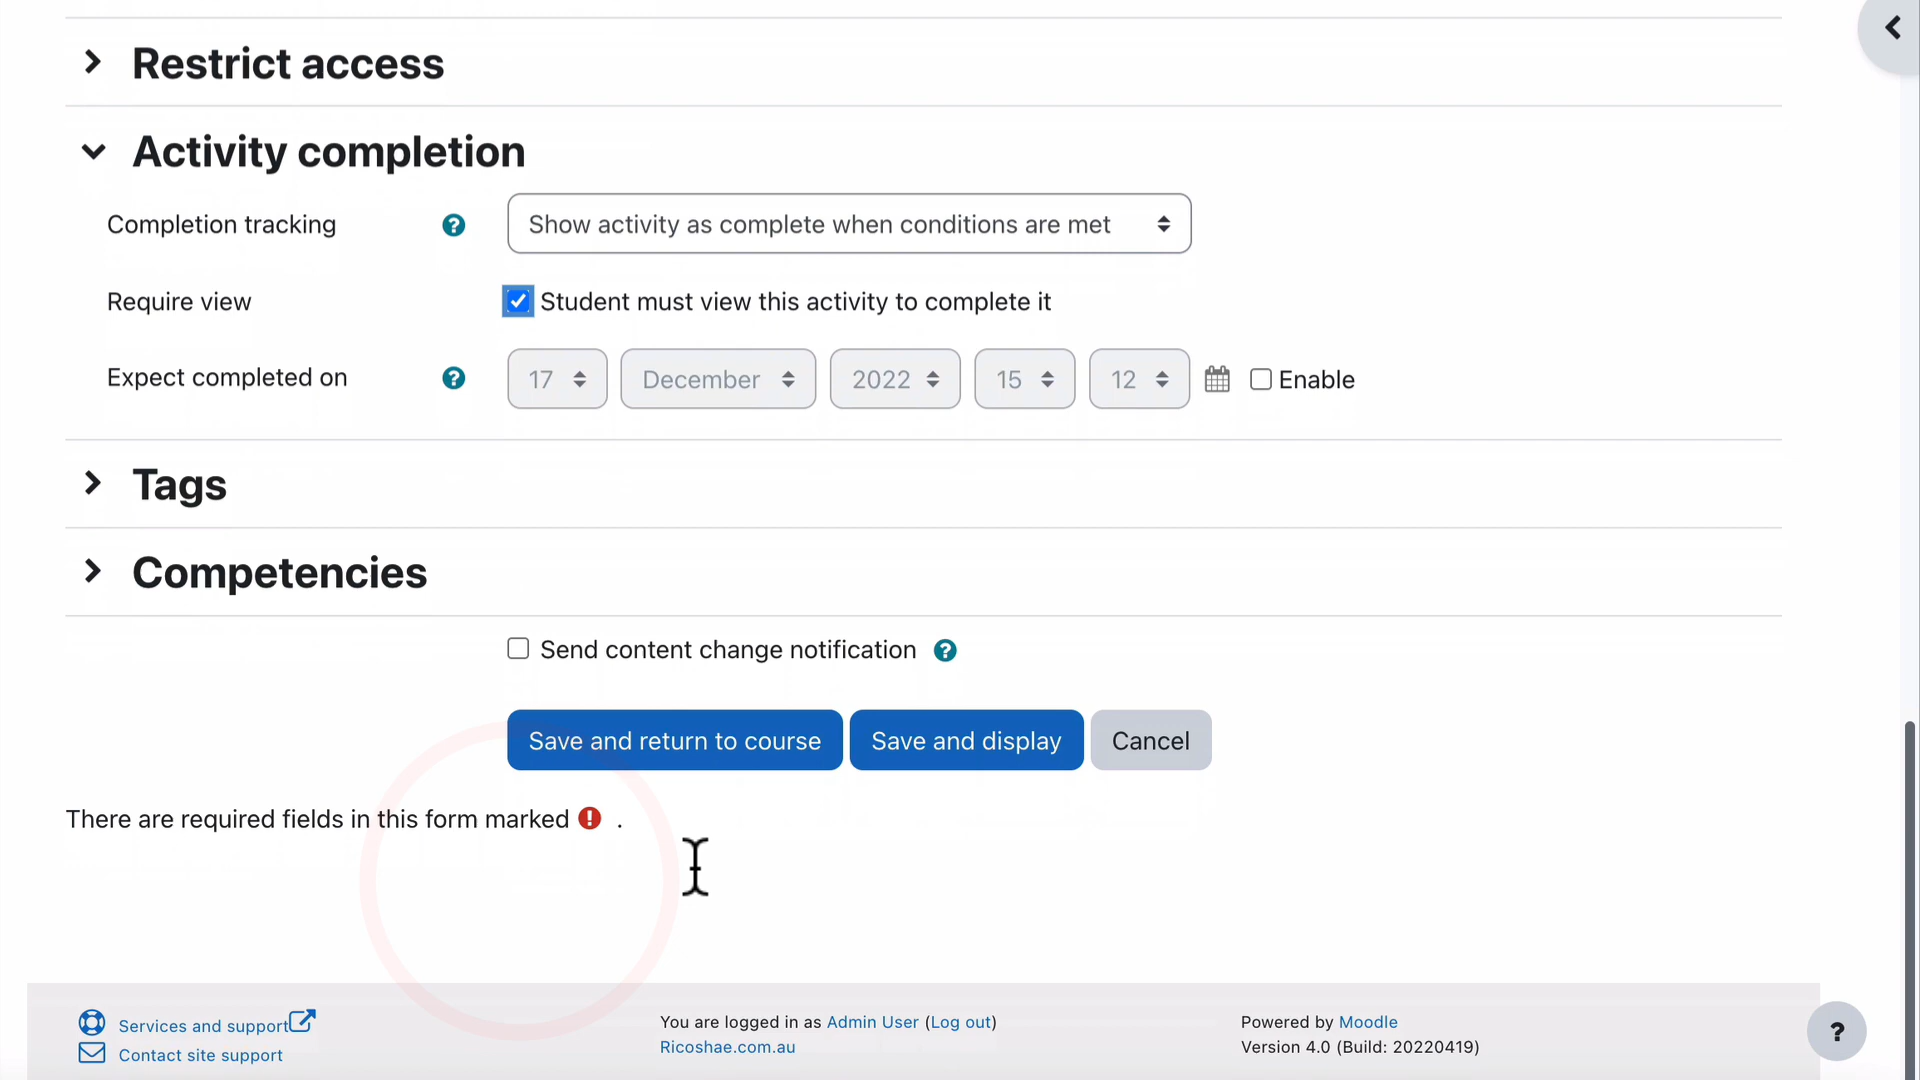 Restrict access
Activity completion
Completion tracking ? Show activity as complete when conditions are met
Require view Student must view this activity to complete it
Expect completed on ? 17 December 2022 15 12 Enable
Tags
Competencies
Send content change notification ?
Save and return to course Save and display Cancel
There are required fields in this form marked ! .
Services and support
Contact site support
You are logged in as Admin User (Log out)
Ricoshae.com.au
Powered by Moodle
Version 4.0 (Build: 20220419)
?